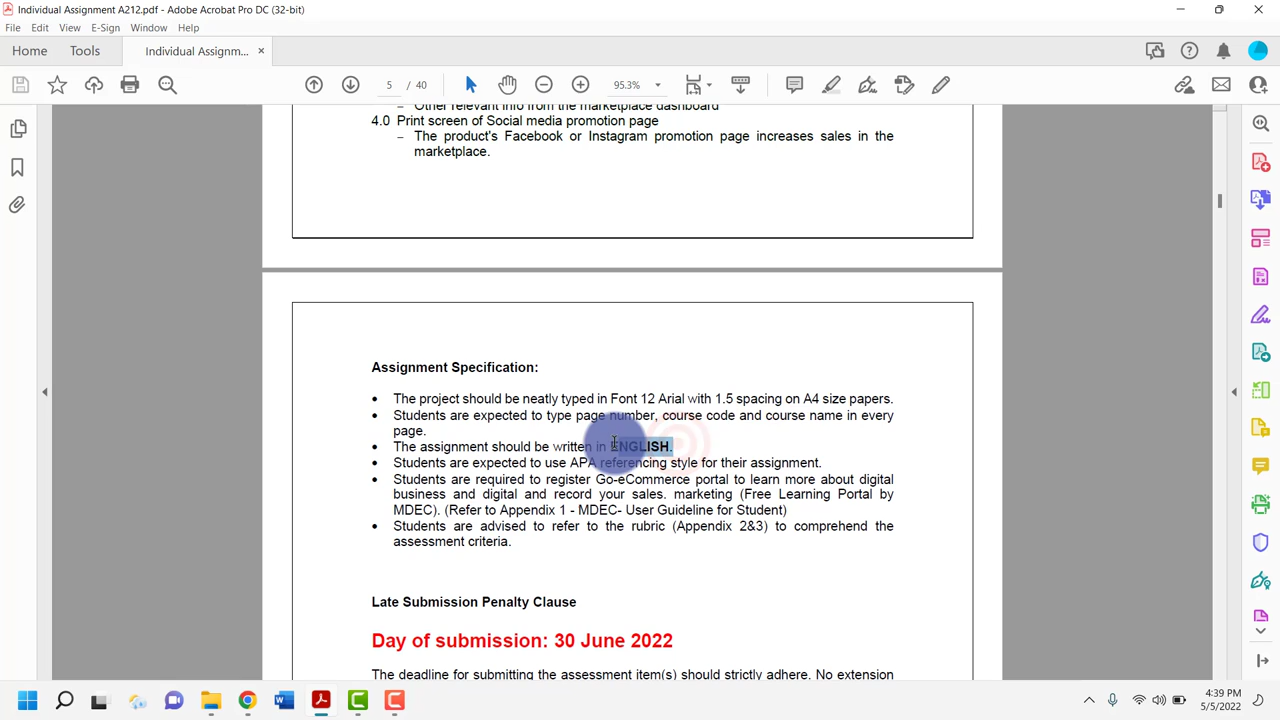 Individual Assignment A212.pdf - Adobe Acrobat Pro DC (32-bit)
File Edit View E-Sign Window Help
Home Tools Individual Assignm... ×
5 / 40 95.3%
– Other relevant info from the marketplace dashboard
4.0 Print screen of Social media promotion page
– The product's Facebook or Instagram promotion page increases sales in the
marketplace.
Assignment Specification:
• The project should be neatly typed in Font 12 Arial with 1.5 spacing on A4 size papers.
• Students are expected to type page number, course code and course name in every
page.
• The assignment should be written in ENGLISH.
• Students are expected to use APA referencing style for their assignment.
• Students are required to register Go-eCommerce portal to learn more about digital
business and digital and record your sales. marketing (Free Learning Portal by
MDEC). (Refer to Appendix 1 - MDEC- User Guideline for Student)
• Students are advised to refer to the rubric (Appendix 2&3) to comprehend the
assessment criteria.
Late Submission Penalty Clause
Day of submission: 30 June 2022
The deadline for submitting the assessment item(s) should strictly adhere. No extension
4:39 PM
5/5/2022